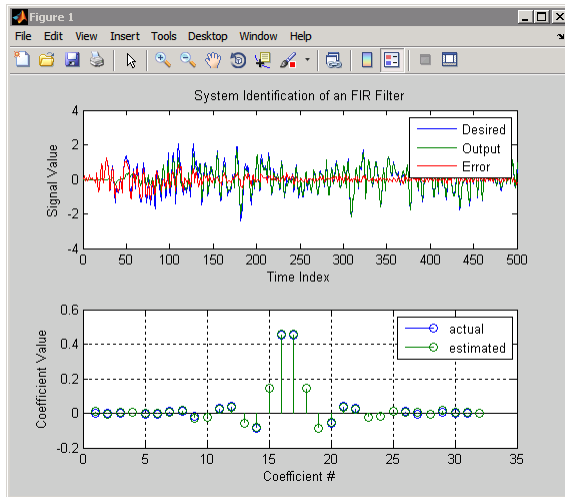 Figure 1
File Edit View Insert Tools Desktop Window Help
System Identification of an FIR Filter
4
2
0
-2
-4
Signal Value
Desired
Output
Error
0 50 100 150 200 250 300 350 400 450 500
Time Index
0.6
0.4
0.2
0
-0.2
Coefficient Value
actual
estimated
0 5 10 15 20 25 30 35
Coefficient #